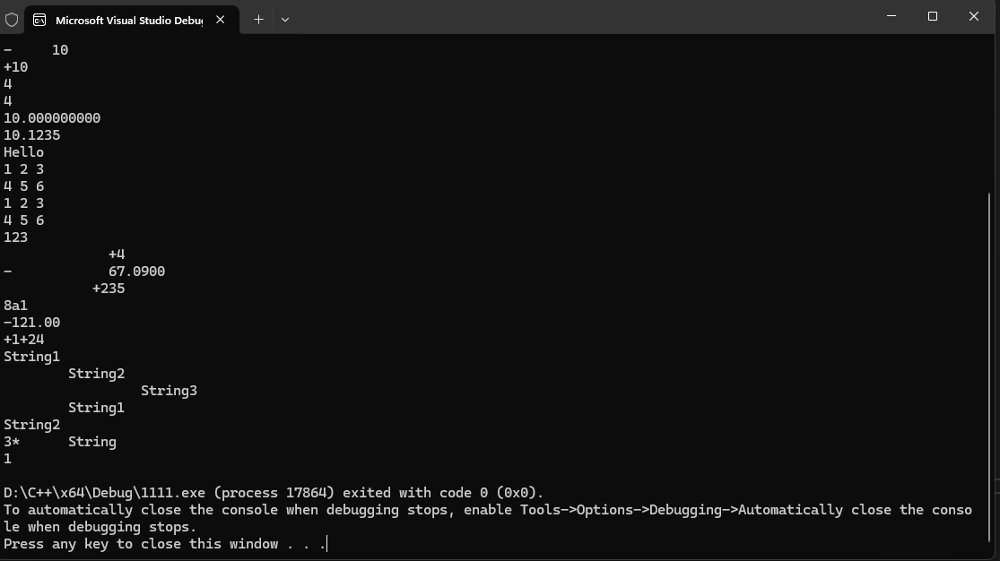 Microsoft Visual Studio Debu
-     10
+10
4
4
10.000000000
10.1235
Hello
1 2 3
4 5 6
1 2 3
4 5 6
123
             +4
-            67.0900
           +235
8a1
-121.00
+1+24
String1
        String2
                 String3
        String1
String2
3*      String
1
D:\C++\x64\Debug\1111.exe (process 17864) exited with code 0 (0x0).
To automatically close the console when debugging stops, enable Tools->Options->Debugging->Automatically close the conso
le when debugging stops.
Press any key to close this window . . .